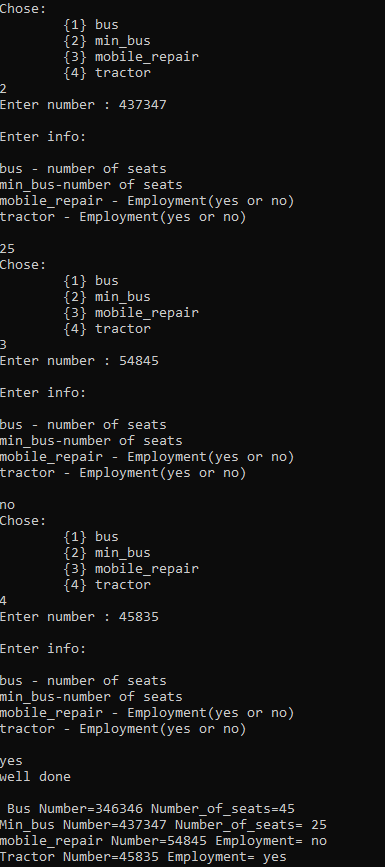 Chose:
{1} bus
{2} min_bus
{3} mobile_repair
{4} tractor
2
Enter number : 437347
Enter info:
bus - number of seats
min_bus-number of seats
mobile_repair - Employment(yes or no)
tractor - Employment(yes or no)
25
Chose:
{1} bus
{2} min_bus
{3} mobile_repair
{4} tractor
3
Enter number : 54845
Enter info:
bus - number of seats
min_bus-number of seats
mobile_repair - Employment(yes or no)
tractor - Employment(yes or no)
no
Chose:
{1} bus
{2} min_bus
{3} mobile_repair
{4} tractor
4
Enter number : 45835
Enter info:
bus - number of seats
min_bus-number of seats
mobile_repair - Employment(yes or no)
tractor - Employment(yes or no)
yes
well done
Bus Number=346346 Number_of_seats=45
Min_bus Number=437347 Number_of_seats= 25
mobile_repair Number=54845 Employment= no
Tractor Number=45835 Employment= yes